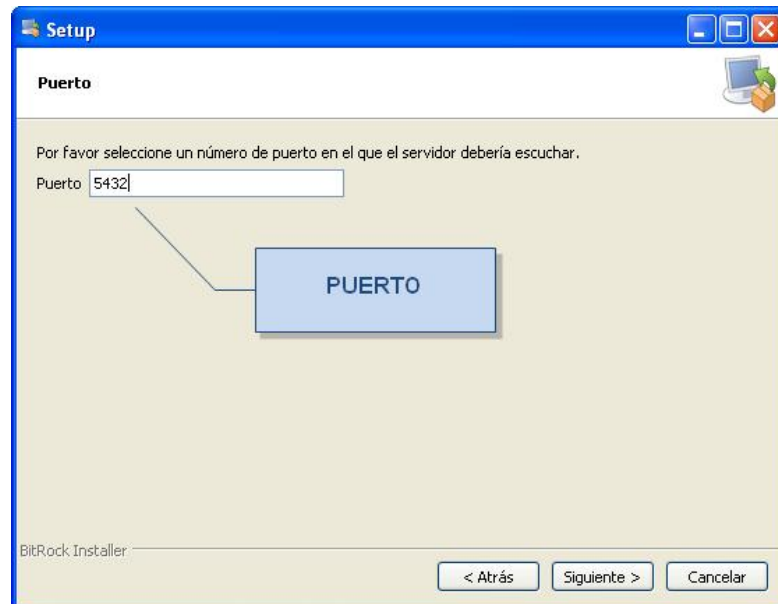 Setup
Puerto
Por favor seleccione un número de puerto en el que el servidor debería escuchar.
Puerto 5432
PUERTO
BitRock Installer
< Atrás Siguiente > Cancelar